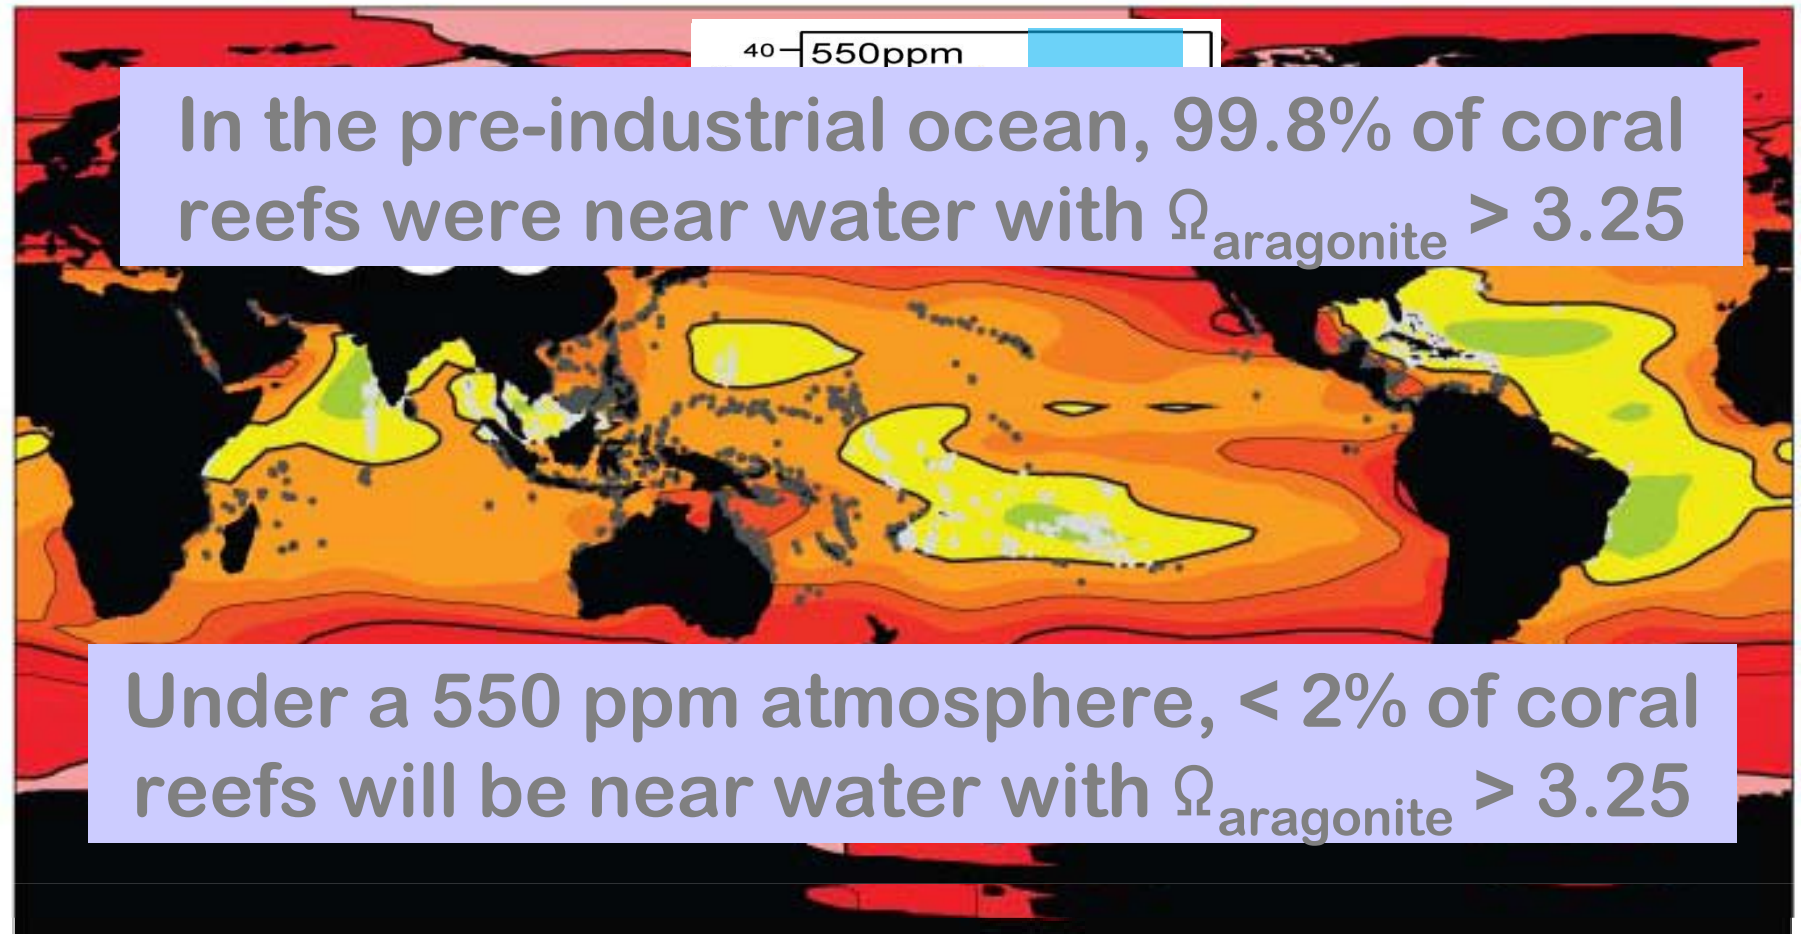 40
550ppm
In the pre-industrial ocean, 99.8% of coral
reefs were near water with Ωaragonite > 3.25
Under a 550 ppm atmosphere, < 2% of coral
reefs will be near water with Ωaragonite > 3.25